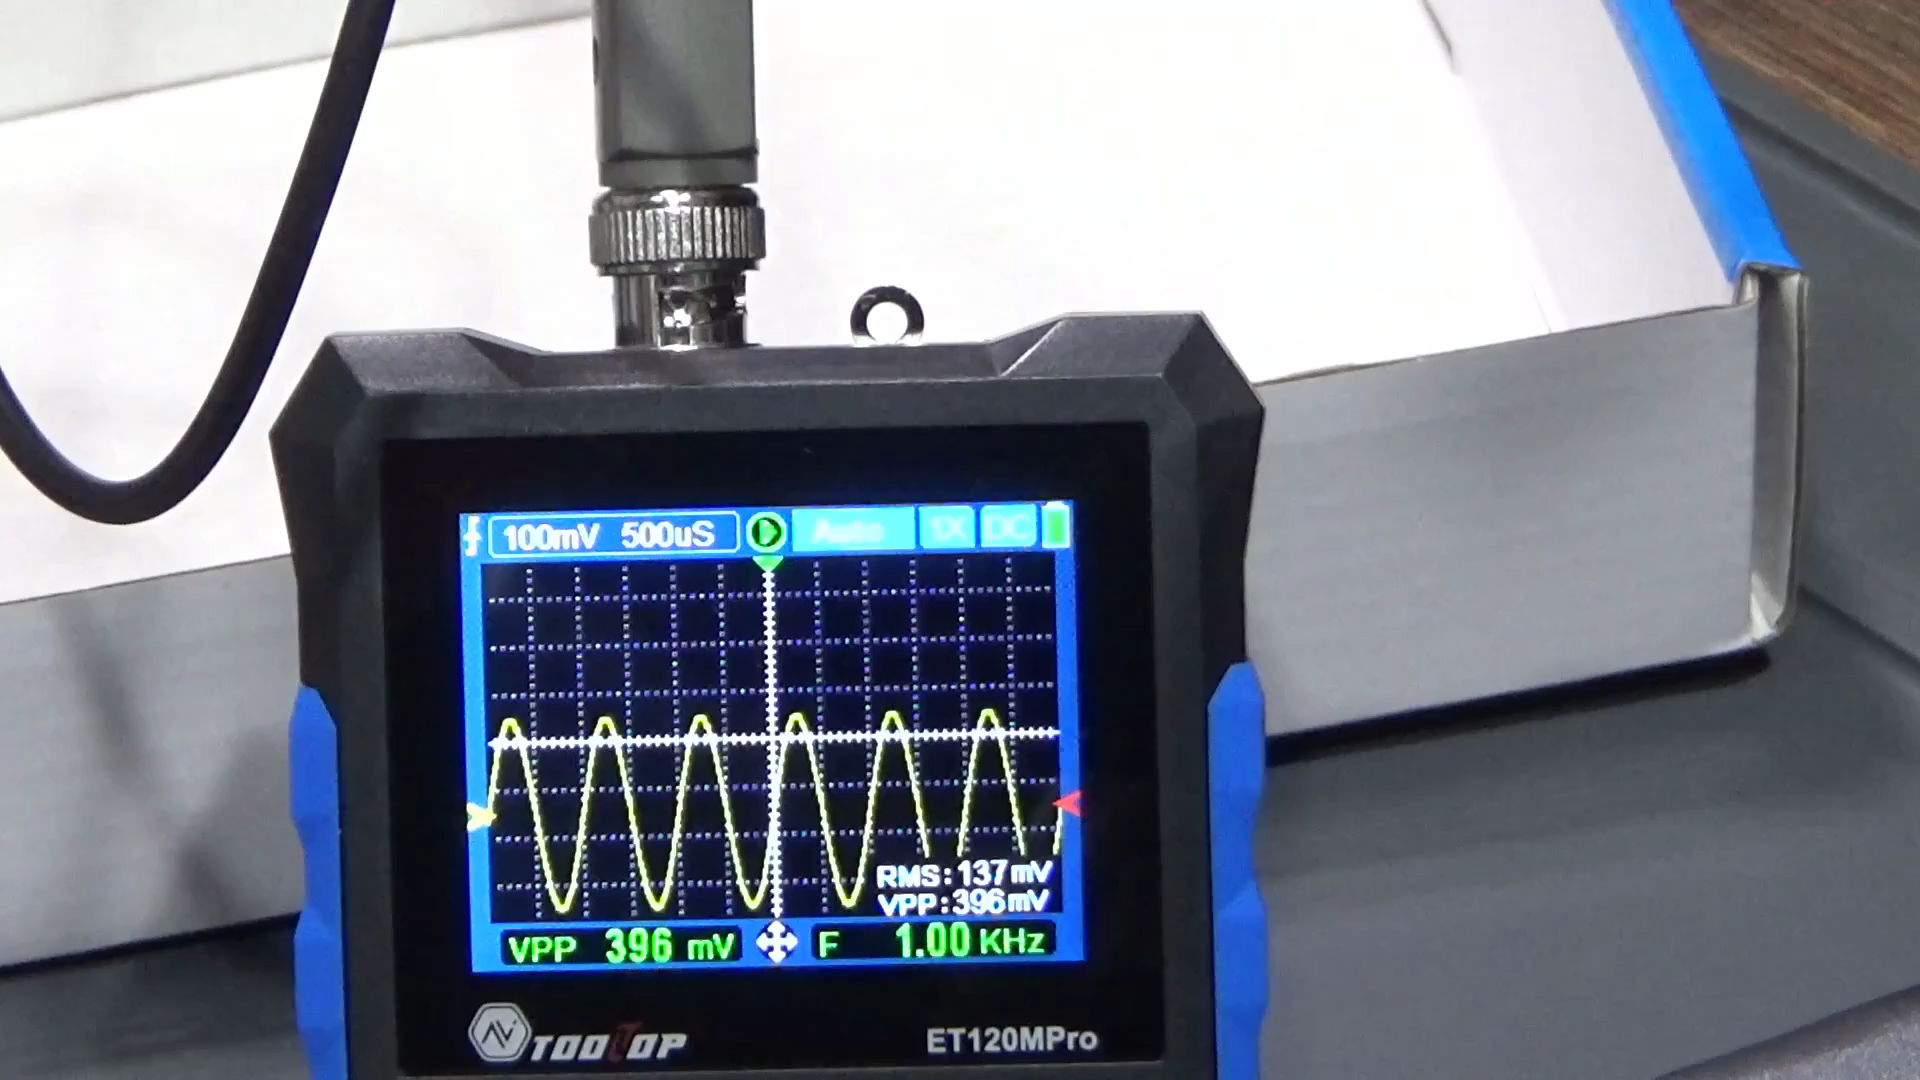 100mV 500uS Auto 1X DC
RMS:137mV
VPP:396mV
VPP 396 mV F 1.00 KHz
TOOLTOP ET120MPro